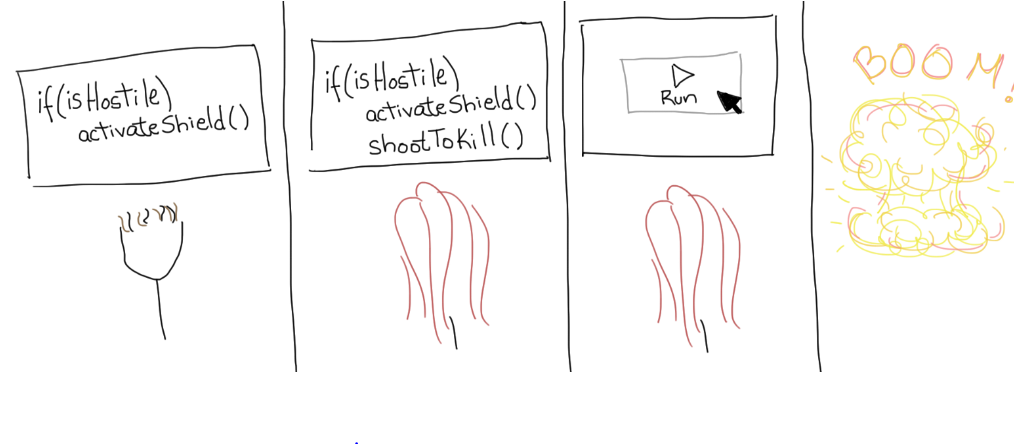 if(isHostile)
activateShield()
if(isHostile)
activateShield()
shootToKill()
Run
BOOM!